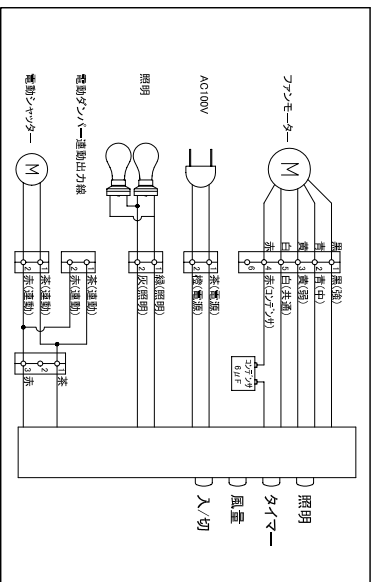 ファンモーター
M
黒 1 黒(強)
青 2 青(中)
黄 3 黄(弱)
白 5 白(共通)
赤 4 赤(コンデンサ)
6
コンデンサ
6μF
AC100V
1 茶(電源)
2 橙(電源)
照明
1 緑(照明)
2 灰(照明)
電動ダンパー連動出力線
1 茶(連動)
2 赤(連動)
電動シャッター
M
1 茶(連動)
2 赤(連動)
1 茶
2
3 赤
照明
タイマー
風量
入/切